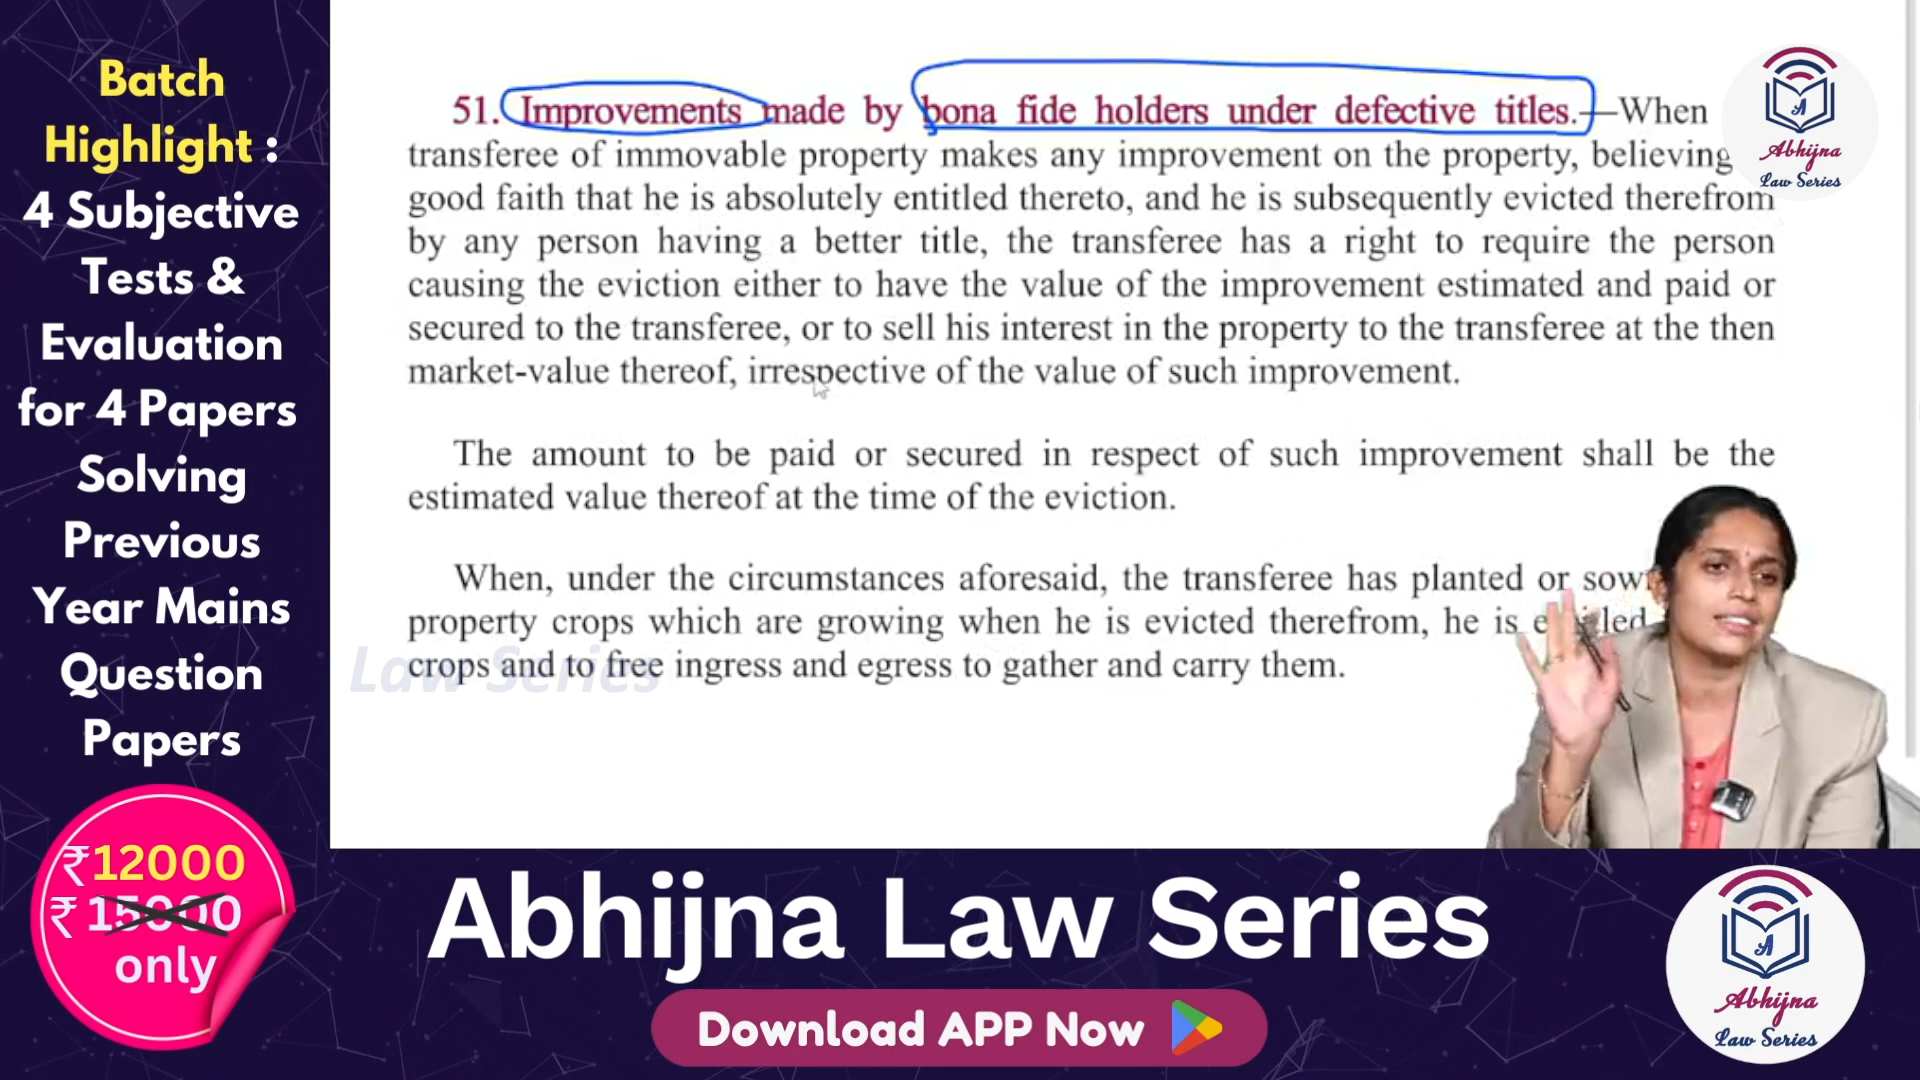 Batch
Highlight :
4 Subjective
Tests &
Evaluation
for 4 Papers
Solving
Previous
Year Mains
Question
Papers
₹12000
₹15000
only
51. Improvements made by bona fide holders under defective titles.—When
transferee of immovable property makes any improvement on the property, believing
good faith that he is absolutely entitled thereto, and he is subsequently evicted therefrom
by any person having a better title, the transferee has a right to require the person
causing the eviction either to have the value of the improvement estimated and paid or
secured to the transferee, or to sell his interest in the property to the transferee at the then
market-value thereof, irrespective of the value of such improvement.
The amount to be paid or secured in respect of such improvement shall be the
estimated value thereof at the time of the eviction.
When, under the circumstances aforesaid, the transferee has planted or
property crops which are growing when he is evicted therefrom, he is
crops and to free ingress and egress to gather and carry them.
Law Series
A
Abhijna
Law Series
Abhijna Law Series
Download APP Now
A
Abhijna
Law Series